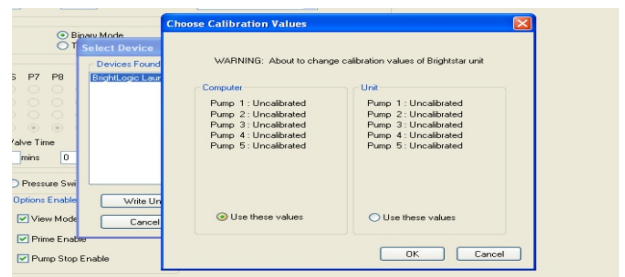 Choose Calibration Values
Binary Mode
Select Device
Devices Found
P7 P8
BrightLogic Laun
WARNING: About to change calibration values of Brightstar unit
Computer
Pump 1 : Uncalibrated
Pump 2 : Uncalibrated
Pump 3 : Uncalibrated
Pump 4 : Uncalibrated
Pump 5 : Uncalibrated
Use these values
Unit
Pump 1 : Uncalibrated
Pump 2 : Uncalibrated
Pump 3 : Uncalibrated
Pump 4 : Uncalibrated
Pump 5 : Uncalibrated
Use these values
OK Cancel
Valve Time
mins 0
Pressure Swi
Options Enable
Write Un
Cancel
View Mode
Prime Enable
Pump Stop Enable